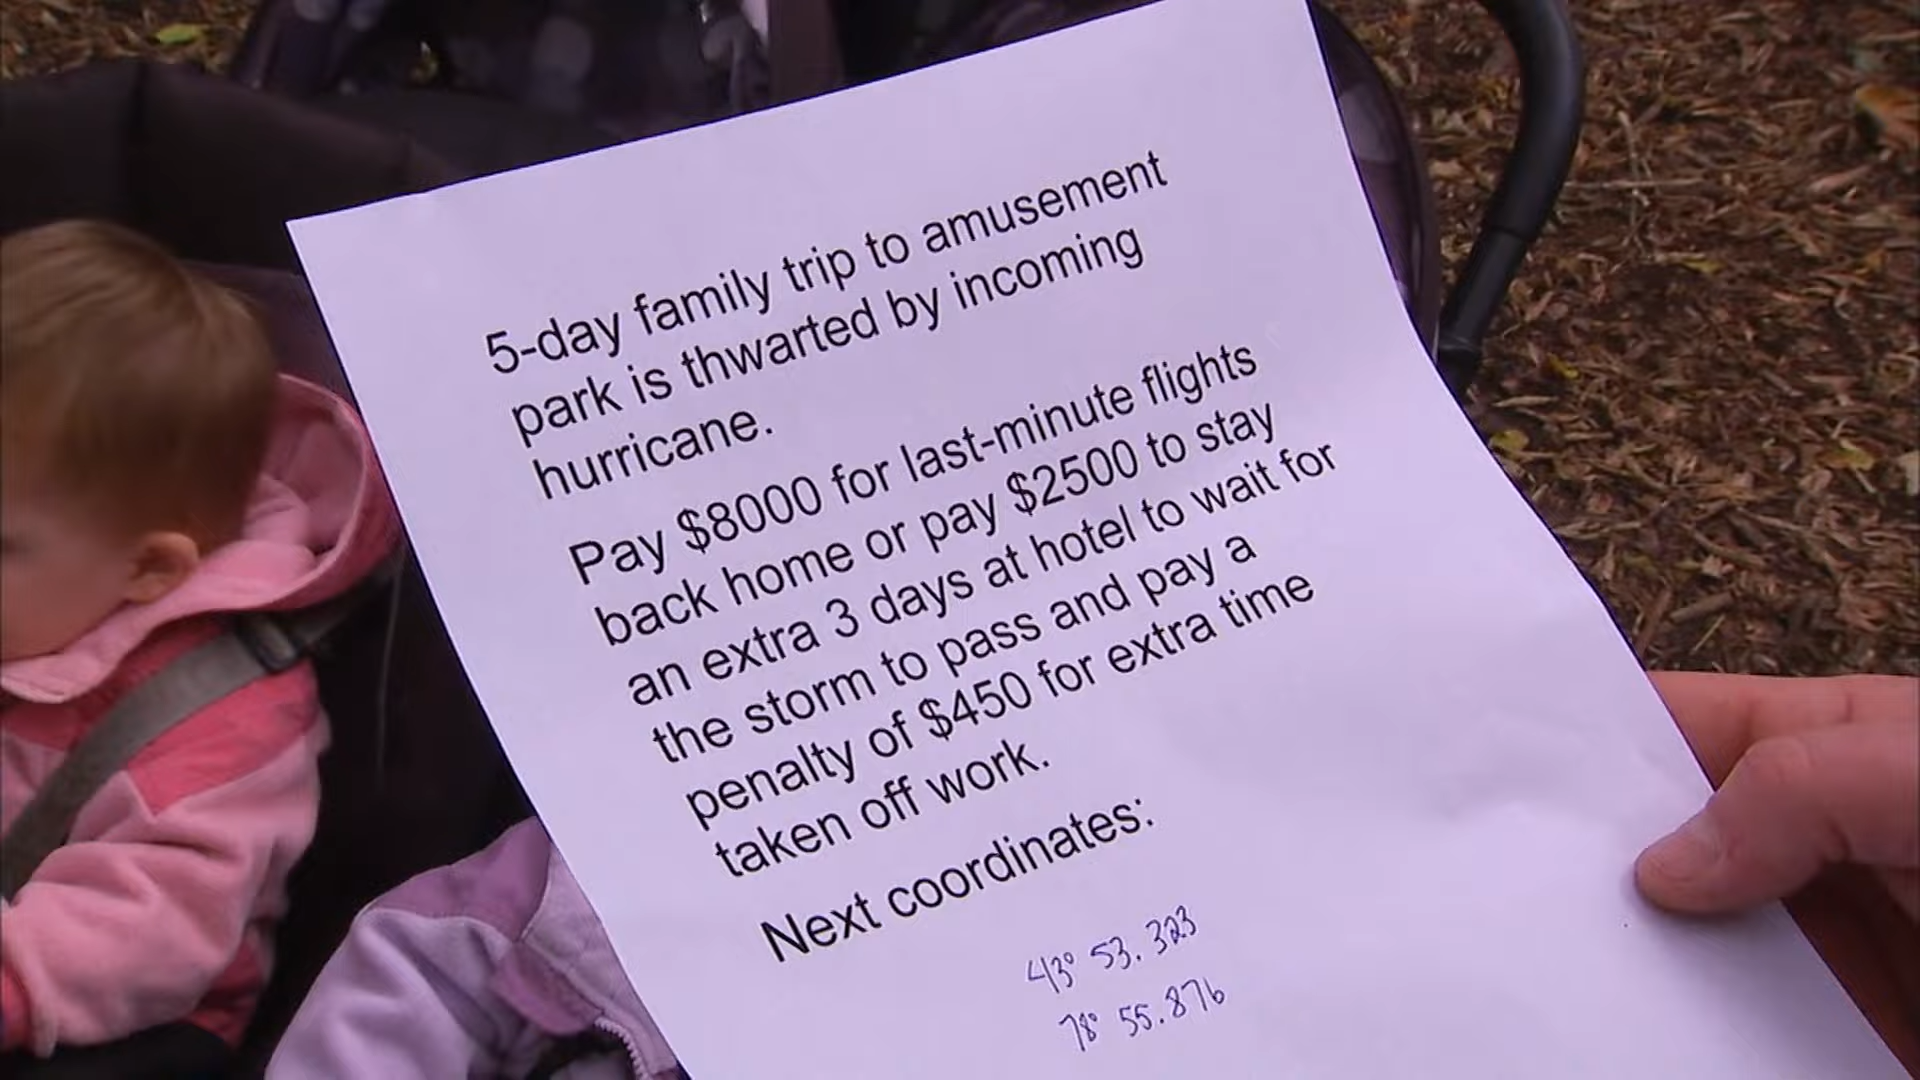 5-day family trip to amusement
park is thwarted by incoming
hurricane.
Pay $8000 for last-minute flights
back home or pay $2500 to stay
an extra 3 days at hotel to wait for
the storm to pass and pay a
penalty of $450 for extra time
taken off work.
Next coordinates:
43° 53.323
78° 55.876